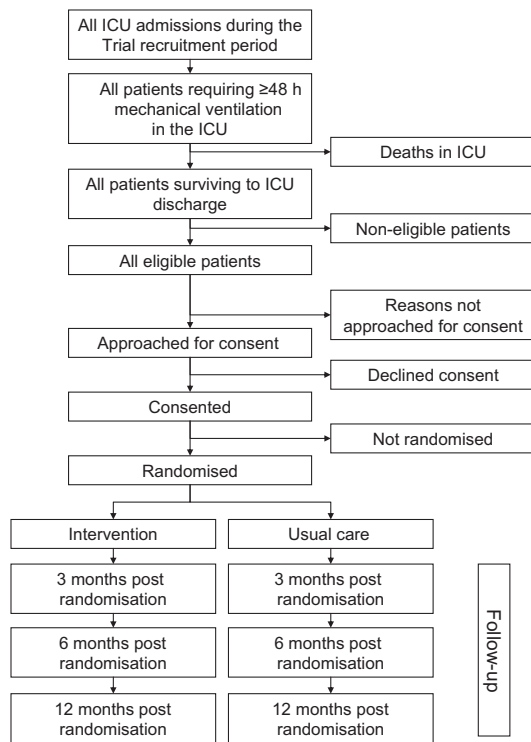 All ICU admissions during the
Trial recruitment period
All patients requiring ≥48 h
mechanical ventilation
in the ICU
Deaths in ICU
All patients surviving to ICU
discharge
Non-eligible patients
All eligible patients
Reasons not
approached for consent
Approached for consent
Declined consent
Consented
Not randomised
Randomised
Intervention
Usual care
3 months post
randomisation
3 months post
randomisation
6 months post
randomisation
6 months post
randomisation
12 months post
randomisation
12 months post
randomisation
Follow-up